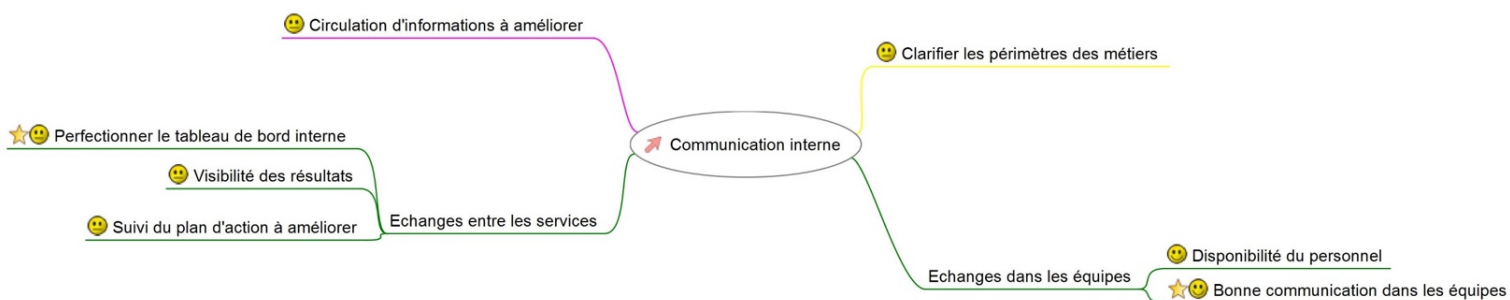 Circulation d'informations à améliorer
Clarifier les périmètres des métiers
Perfectionner le tableau de bord interne
Communication interne
Visibilité des résultats
Suivi du plan d'action à améliorer
Echanges entre les services
Disponibilité du personnel
Echanges dans les équipes
Bonne communication dans les équipes